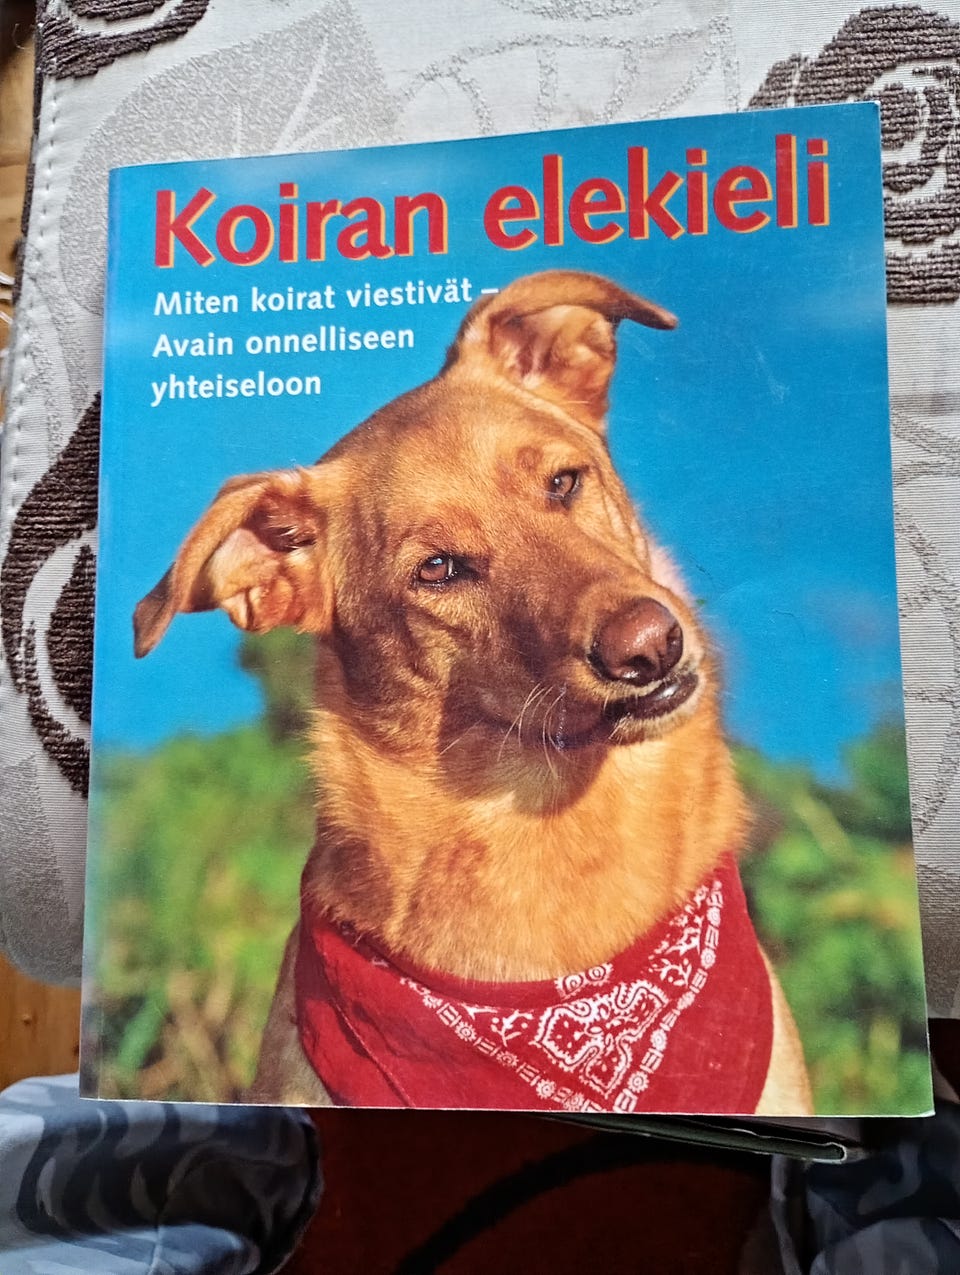 Koiran elekieli
Miten koirat viestivät –
Avain onnelliseen
yhteiseloon